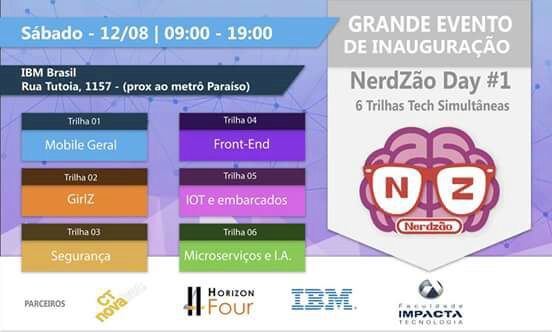 Sábado - 12/08 | 09:00 - 19:00
IBM Brasil
Rua Tutoia, 1157 - (prox ao metrô Paraíso)
GRANDE EVENTO
DE INAUGURAÇÃO
NerdZão Day #1
6 Trilhas Tech Simultâneas
Trilha 01
Mobile Geral
Trilha 04
Front-End
Trilha 02
GirlZ
Trilha 05
IOT e embarcados
Trilha 03
Segurança
Trilha 06
Microserviços e I.A.
N Z
Nerdzão
PARCEIROS
CT
nova
HORIZON
Four
IBM
Faculdade
IMPACTA
TECNOLOGIA